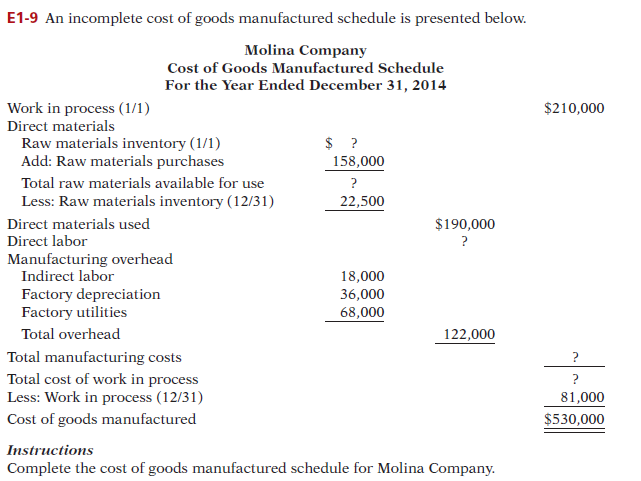 E1-9 An incomplete cost of goods manufactured schedule is presented below.
Molina Company
Cost of Goods Manufactured Schedule
For the Year Ended December 31, 2014
Work in process (1/1) $210,000
Direct materials
Raw materials inventory (1/1) $ ?
Add: Raw materials purchases 158,000
Total raw materials available for use ?
Less: Raw materials inventory (12/31) 22,500
Direct materials used $190,000
Direct labor ?
Manufacturing overhead
Indirect labor 18,000
Factory depreciation 36,000
Factory utilities 68,000
Total overhead 122,000
Total manufacturing costs ?
Total cost of work in process ?
Less: Work in process (12/31) 81,000
Cost of goods manufactured $530,000
Instructions
Complete the cost of goods manufactured schedule for Molina Company.